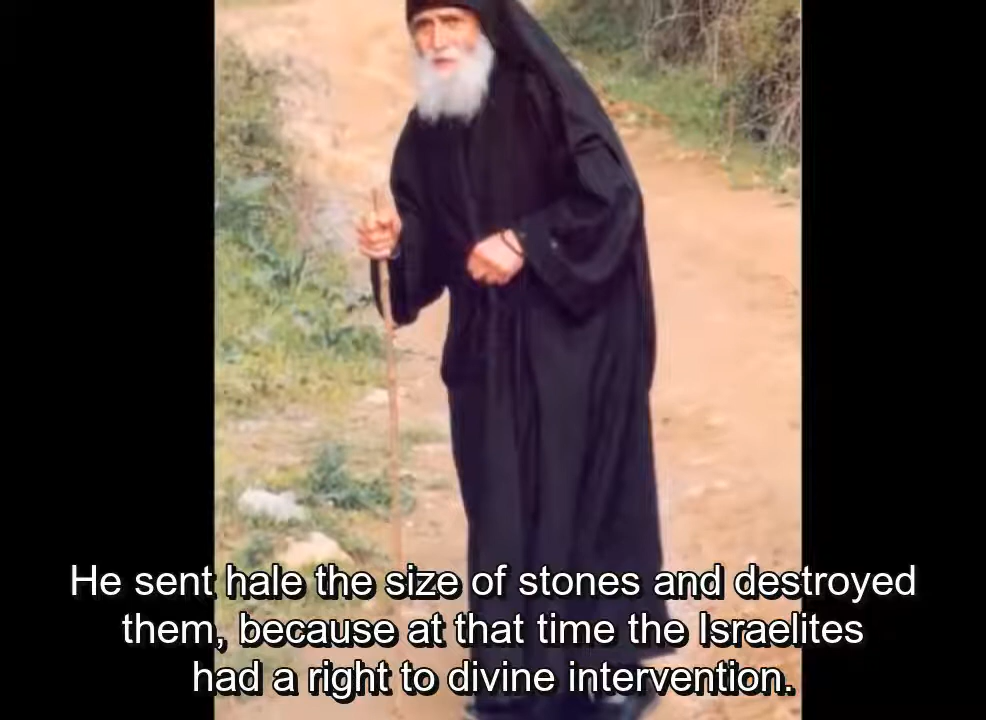 He sent hale the size of stones and destroyed
them, because at that time the Israelites
had a right to divine intervention.